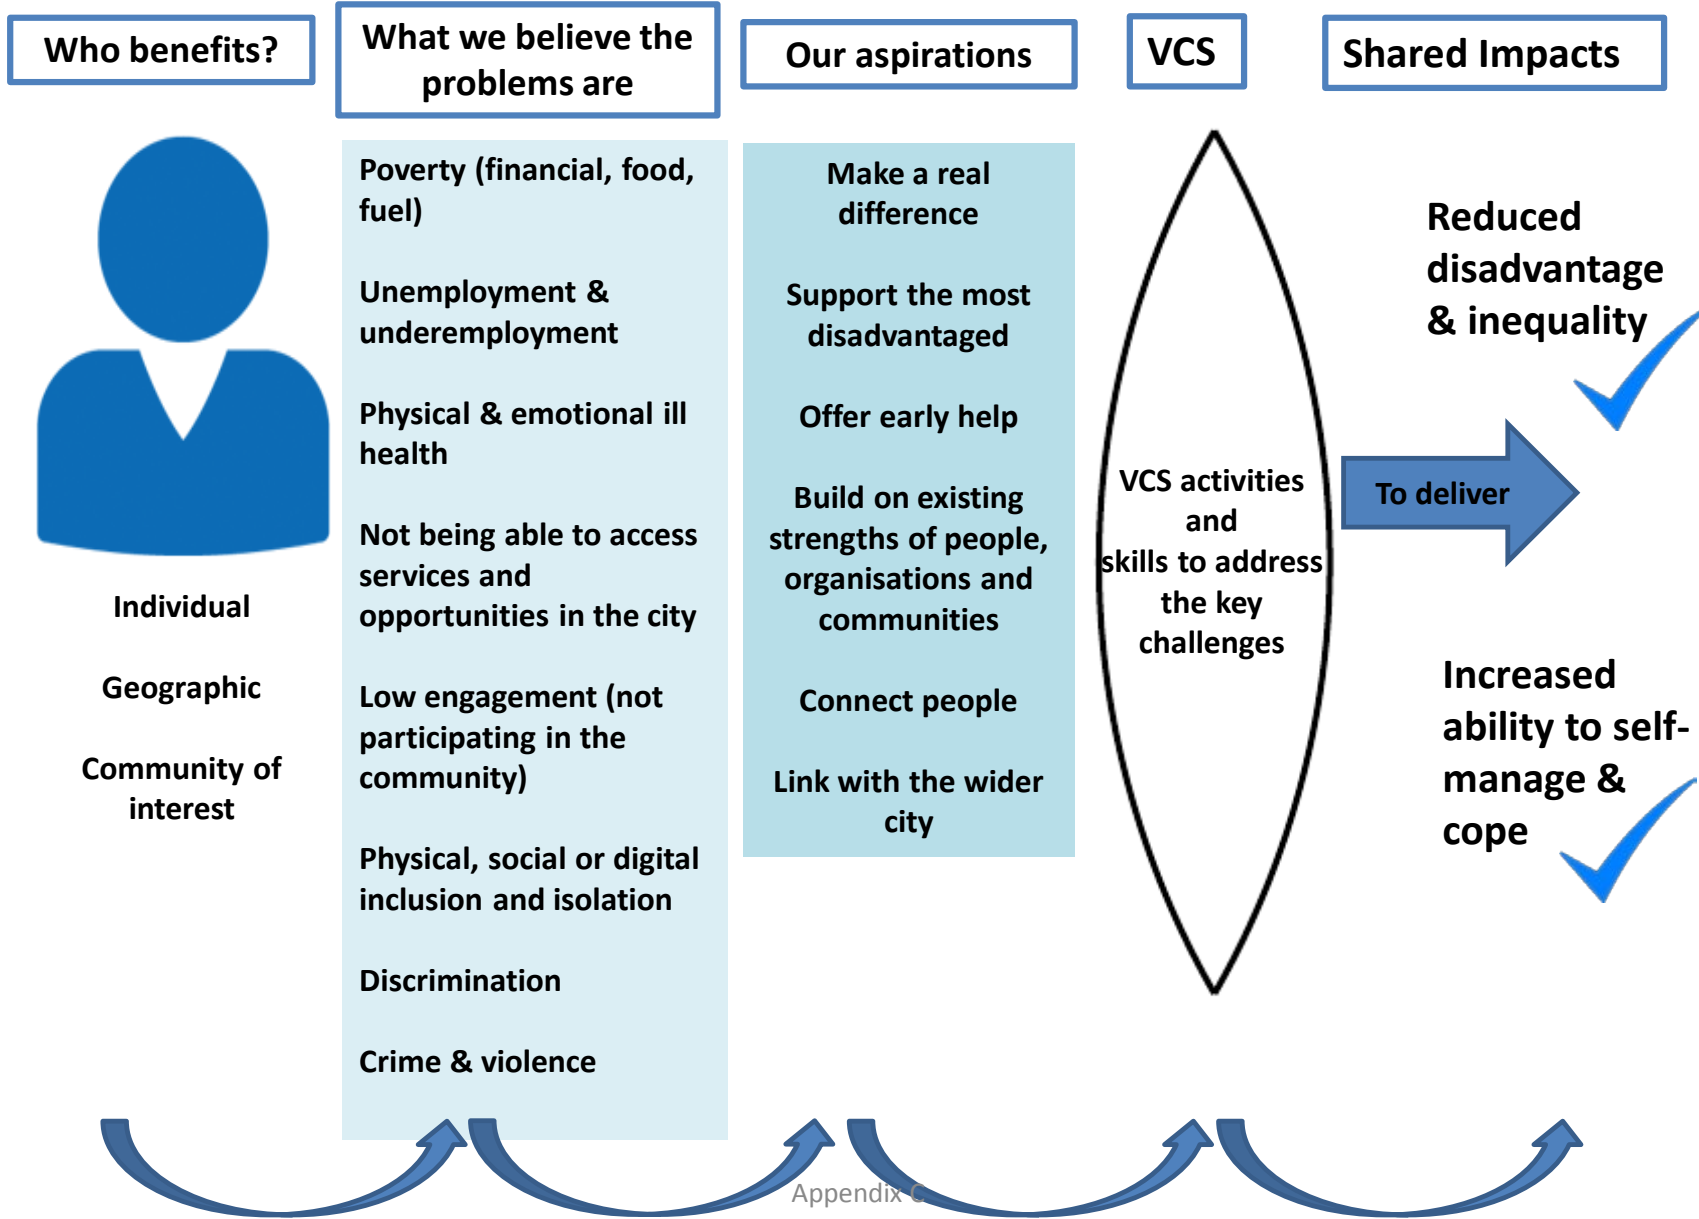 Who benefits?
What we believe the
problems are
Our aspirations
VCS
Shared Impacts
Individual
Geographic
Community of
interest
Poverty (financial, food,
fuel)
Unemployment &
underemployment
Physical & emotional ill
health
Not being able to access
services and
opportunities in the city
Low engagement (not
participating in the
community)
Physical, social or digital
inclusion and isolation
Discrimination
Crime & violence
Make a real
difference
Support the most
disadvantaged
Offer early help
Build on existing
strengths of people,
organisations and
communities
Connect people
Link with the wider
city
VCS activities
and
skills to address
the key
challenges
To deliver
Reduced
disadvantage
& inequality
Increased
ability to self-
manage &
cope
Appendix C